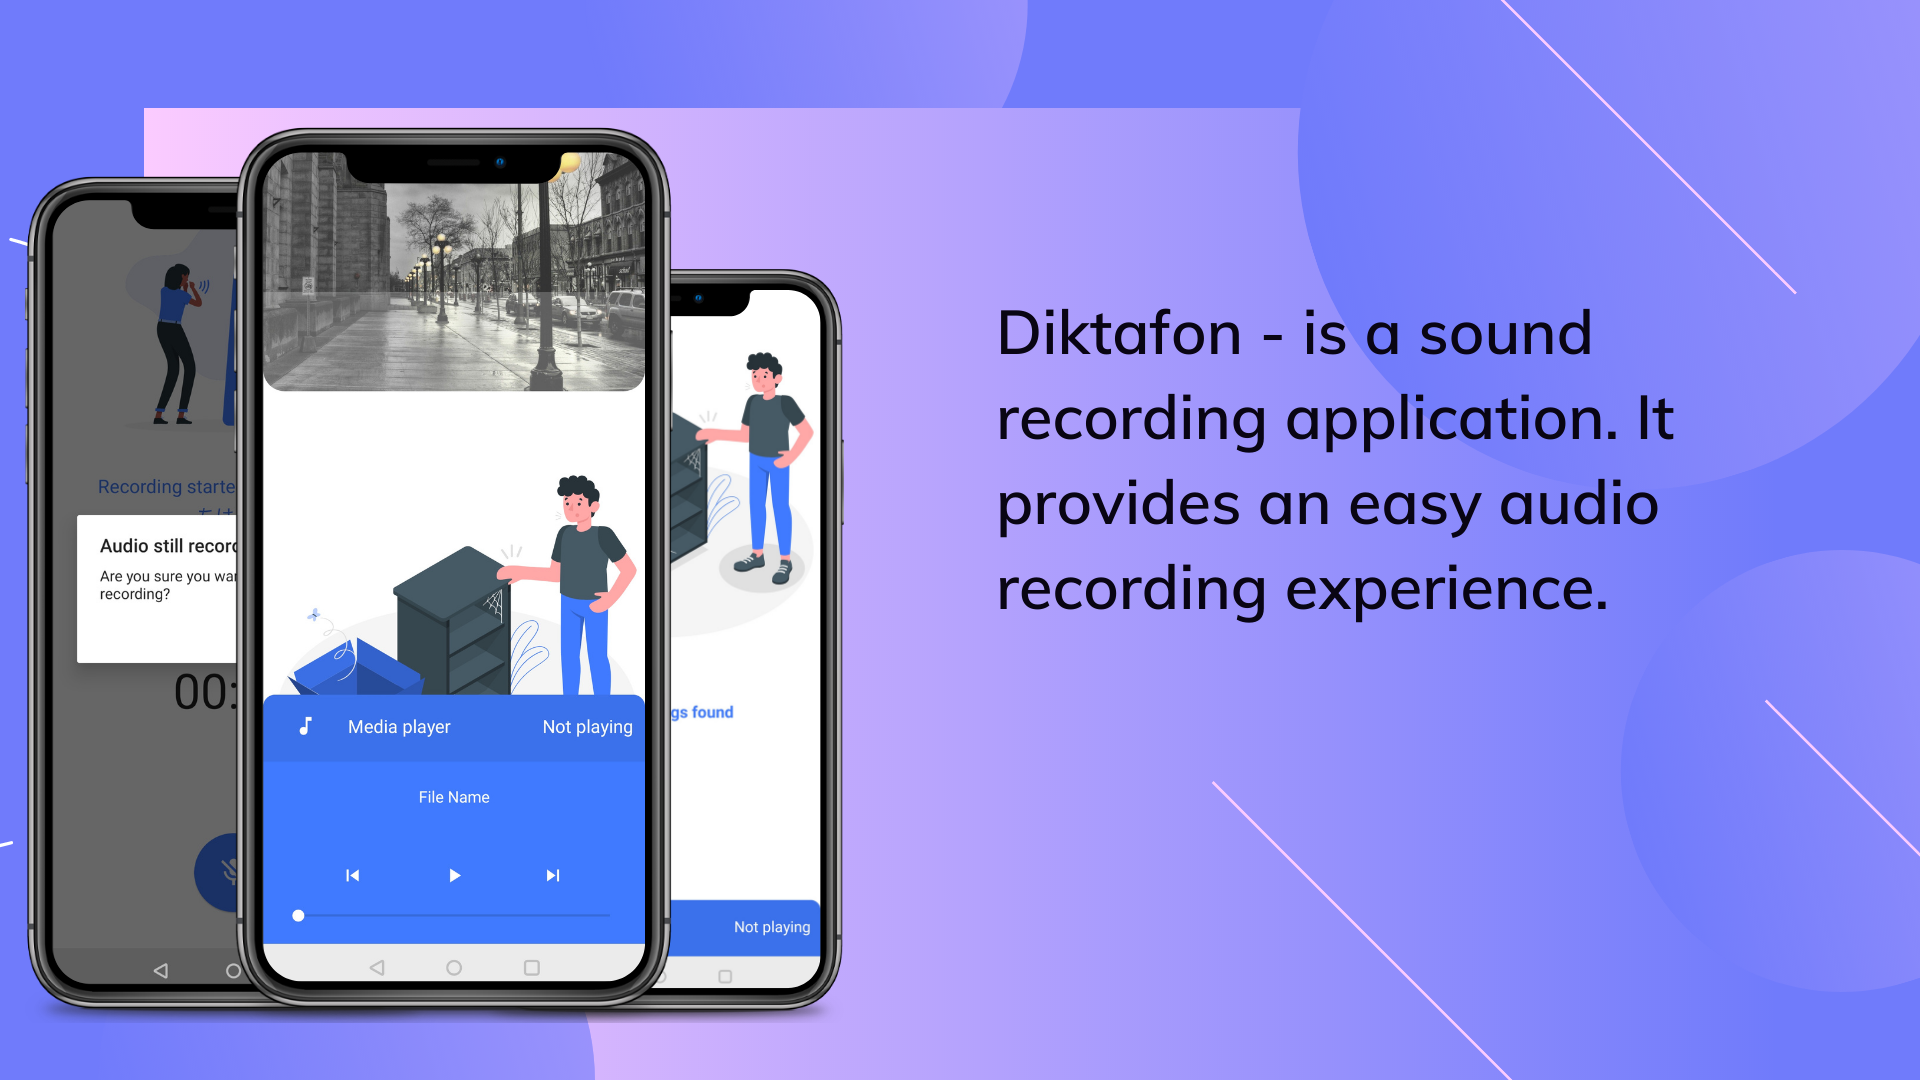 Diktafon - is a sound
recording application. It
provides an easy audio
recording experience.
Recording starte
Audio still recor
Are you sure you wa
recording?
00:
Media player
Not playing
File Name
gs found
Not playing